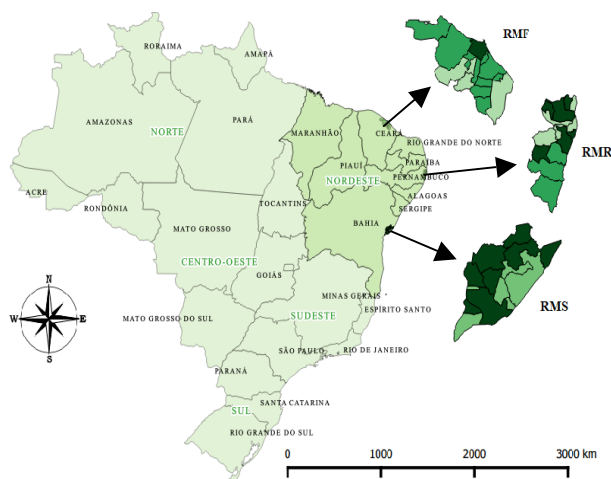 RORAIMA
AMAPÁ
RMF
AMAZONAS
NORTE
PARÁ
MARANHÃO
CEARÁ
RIO GRANDE DO NORTE
PARAÍBA
PIAUÍ
NORDESTE
PERNAMBUCO
RMR
ACRE
RONDÔNIA
TOCANTINS
ALAGOAS
SERGIPE
BAHIA
MATO GROSSO
CENTRO-OESTE
GOIÁS
RMS
N
W
E
S
MINAS GERAIS
ESPÍRITO SANTO
MATO GROSSO DO SUL
SUDESTE
SÃO PAULO
RIO DE JANEIRO
PARANÁ
SANTA CATARINA
SUL
RIO GRANDE DO SUL
0 1000 2000 3000 KM